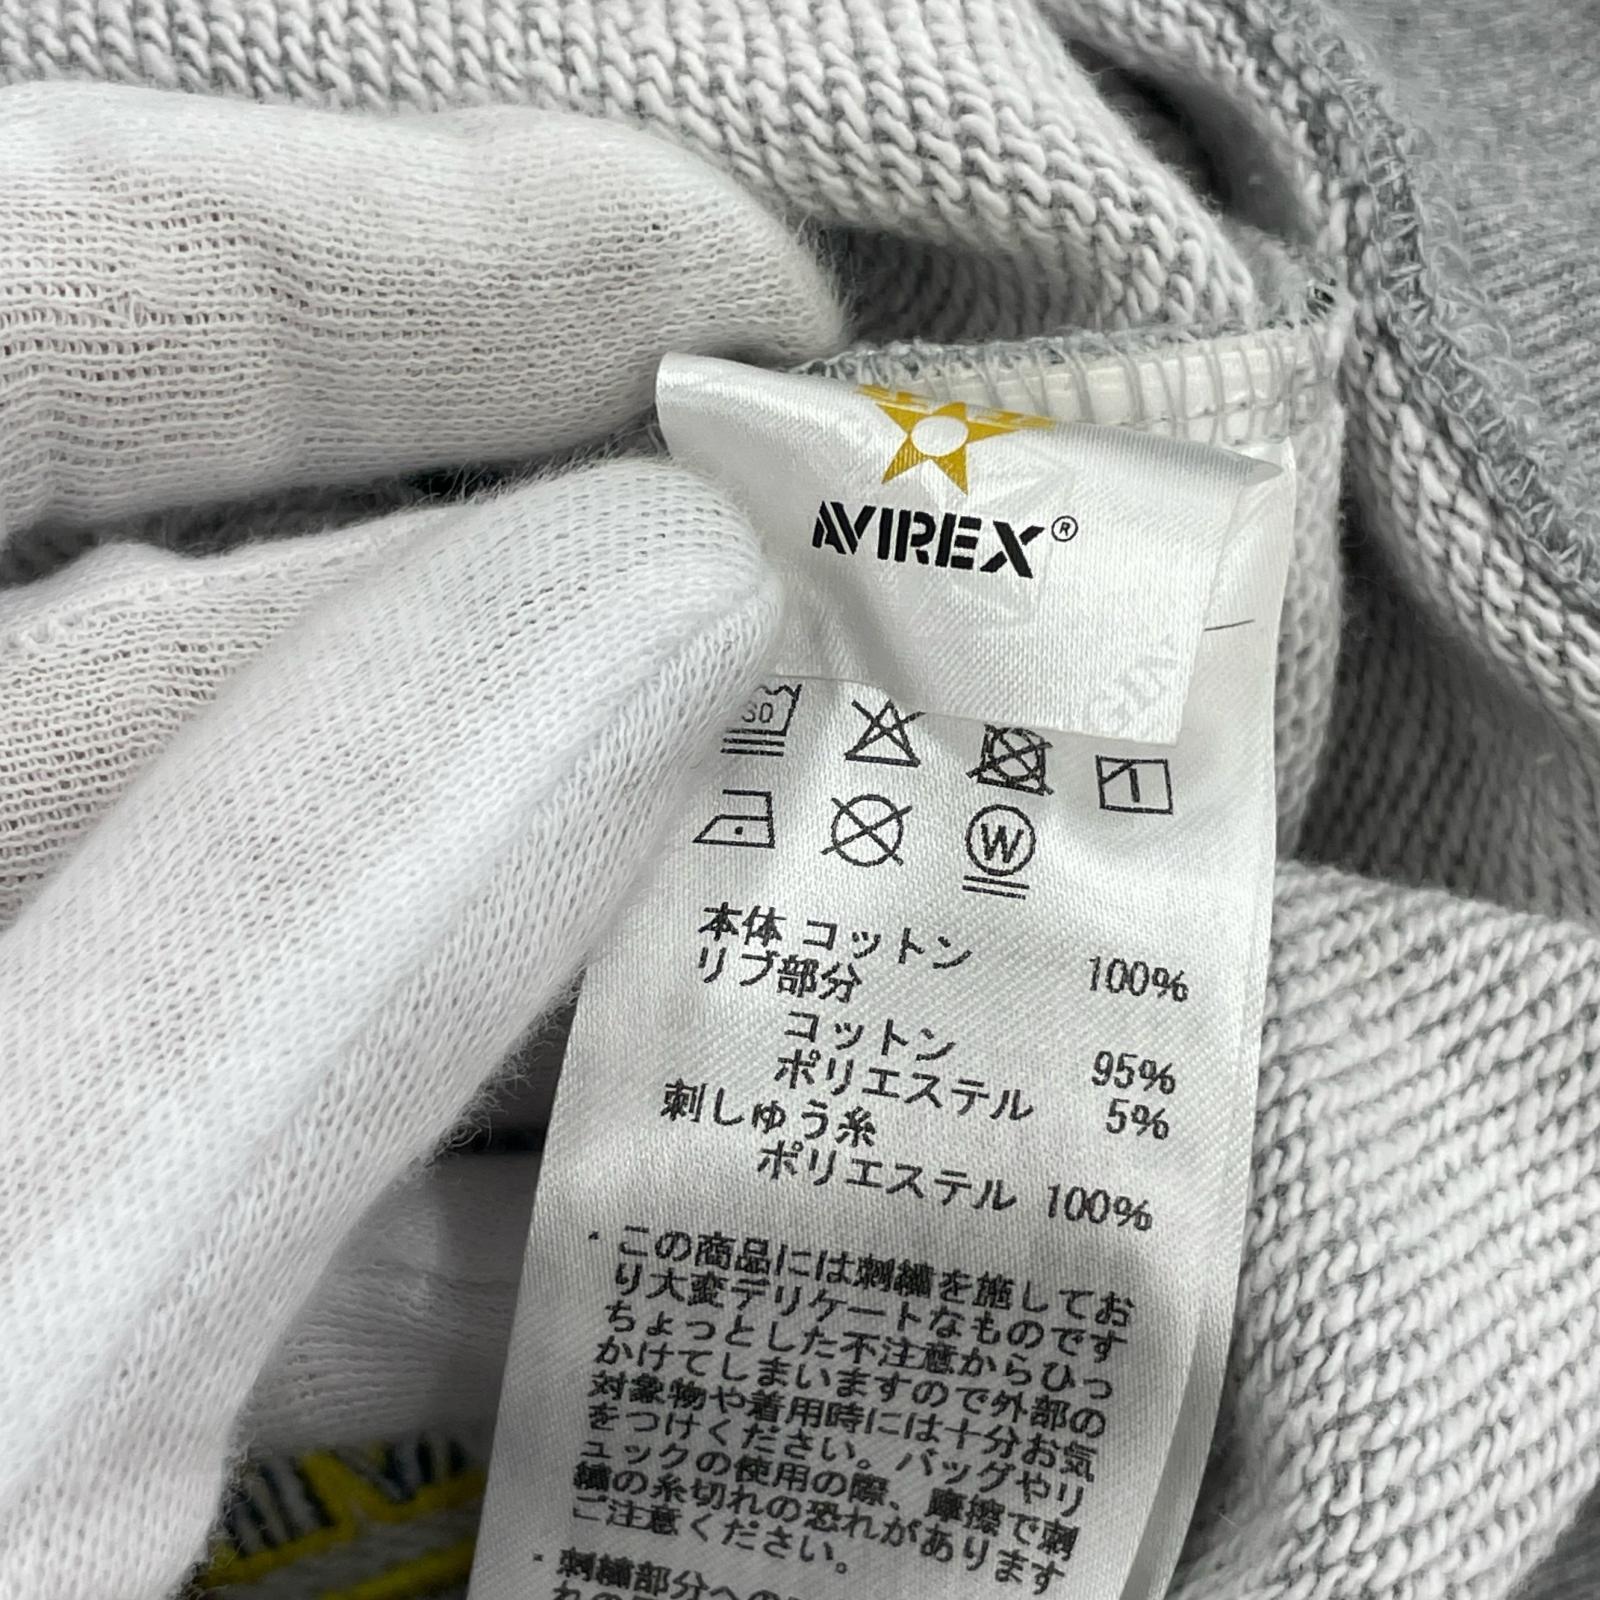 AVIREX®
30
W
本体 コットン 100%
リブ部分
コットン 95%
ポリエステル 5%
刺しゅう糸
ポリエステル 100%
・この商品には刺繍を施してお
り大変デリケートなものです
ちょっとした不注意からひっ
かけてしまいますので外部の
対象物や着用時には十分お気
をつけください。バッグやリ
ュックの使用の際、摩擦で刺
繍の糸切れの恐れがあります
ご注意ください。
・刺繍部分への